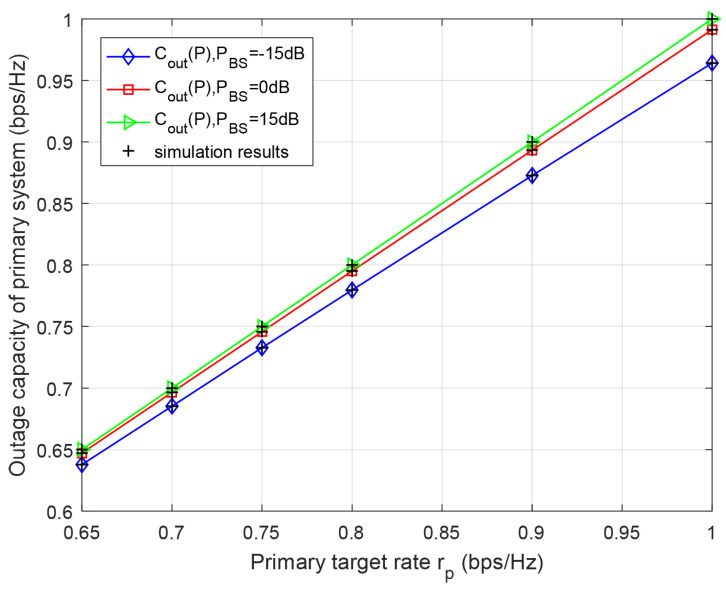 1
0.95
0.9
0.85
0.8
0.75
0.7
0.65
0.6
Outage capacity of primary system (bps/Hz)
C_out(P),P_BS=-15dB
C_out(P),P_BS=0dB
C_out(P),P_BS=15dB
simulation results
0.65 0.7 0.75 0.8 0.85 0.9 0.95 1
Primary target rate r_p (bps/Hz)